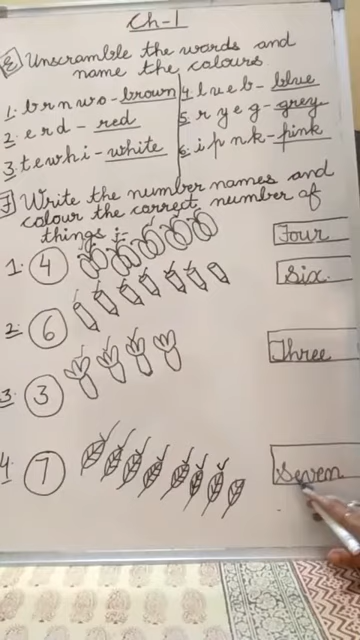 Ch-1
E Unscramble the words and
name the colours.
1. b r n w o - brown
2. e r d - red
3. t e w h i - white
4. l u e b - blue
5. r y e g - grey
6. i p n k - pink
F Write the number names and
colour the correct number of
things :-
1. 4 Four
2. 6 Six.
3. 3 Three
4. 7 Seven